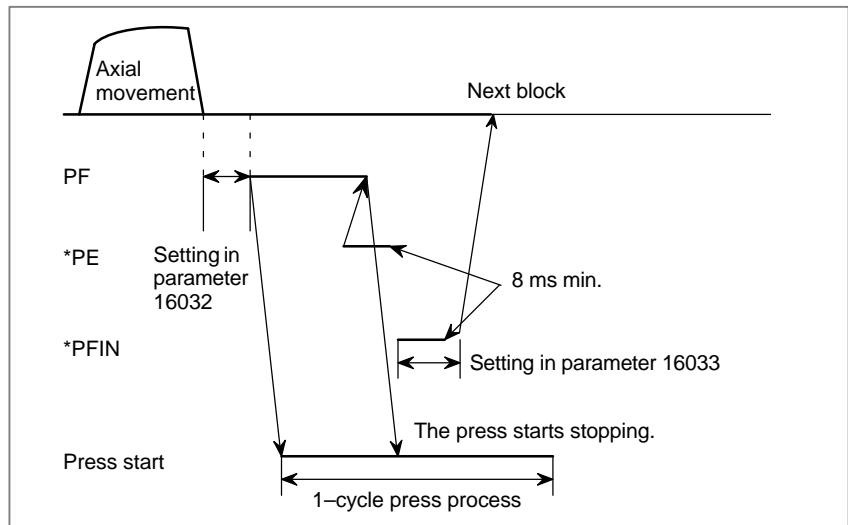 Axial
movement
Next block
PF
*PE
Setting in
parameter
16032
8 ms min.
*PFIN
Setting in parameter 16033
The press starts stopping.
Press start
1–cycle press process